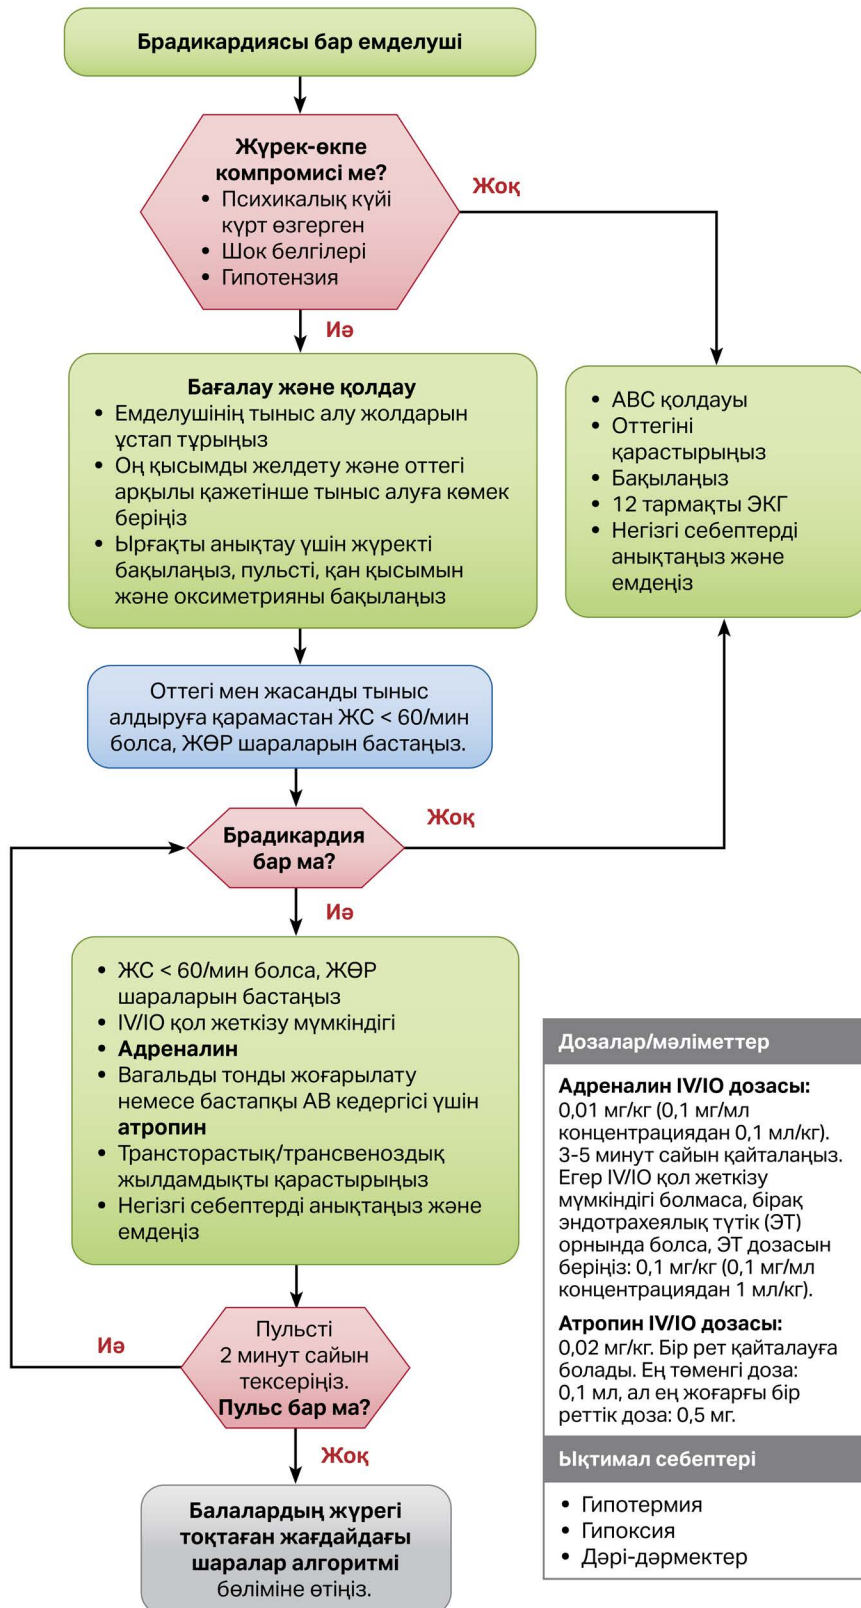 Брадикардиясы бар емделуші
Жүрек-өкпе
компромисі ме?
• Психикалық күйі
күрт өзгерген
• Шок белгілері
• Гипотензия
Жоқ
Иә
Бағалау және қолдау
• Емделушінің тыныс алу жолдарын
ұстап тұрыңыз
• Оң қысымды желдету және оттегі
арқылы қажетінше тыныс алуға көмек
беріңіз
• Ырғақты анықтау үшін жүректі
бақылаңыз, пульсті, қан қысымын
және оксиметрияны бақылаңыз
• ABC қолдауы
• Оттегіні
қарастырыңыз
• Бақылаңыз
• 12 тармақты ЭКГ
• Негізгі себептерді
анықтаңыз және
емдеңіз
Оттегі мен жасанды тыныс
алдыруға қарамастан ЖС < 60/мин
болса, ЖӨР шараларын бастаңыз.
Брадикардия
бар ма?
Жоқ
Иә
• ЖС < 60/мин болса, ЖӨР
шараларын бастаңыз
• IV/IO қол жеткізу мүмкіндігі
• Адреналин
• Вагальды тонды жоғарылату
немесе бастапқы АВ кедергісі үшін
атропин
• Трансторастық/трансвеноздық
жылдамдықты қарастырыңыз
• Негізгі себептерді анықтаңыз және
емдеңіз
Пульсті
2 минут сайын
тексеріңіз.
Пульс бар ма?
Иә
Жоқ
Балалардың жүрегі
тоқтаған жағдайдағы
шаралар алгоритмі
бөліміне өтіңіз.
Дозалар/мәліметтер
Адреналин IV/IO дозасы:
0,01 мг/кг (0,1 мг/мл
концентрациядан 0,1 мл/кг).
3-5 минут сайын қайталаңыз.
Егер IV/IO қол жеткізу
мүмкіндігі болмаса, бірақ
эндотрахеялық түтік (ЭТ)
орнында болса, ЭТ дозасын
беріңіз: 0,1 мг/кг (0,1 мг/мл
концентрациядан 1 мл/кг).
Атропин IV/IO дозасы:
0,02 мг/кг. Бір рет қайталауға
болады. Ең төменгі доза:
0,1 мл, ал ең жоғарғы бір
реттік доза: 0,5 мг.
Ықтимал себептері
• Гипотермия
• Гипоксия
• Дәрі-дәрмектер